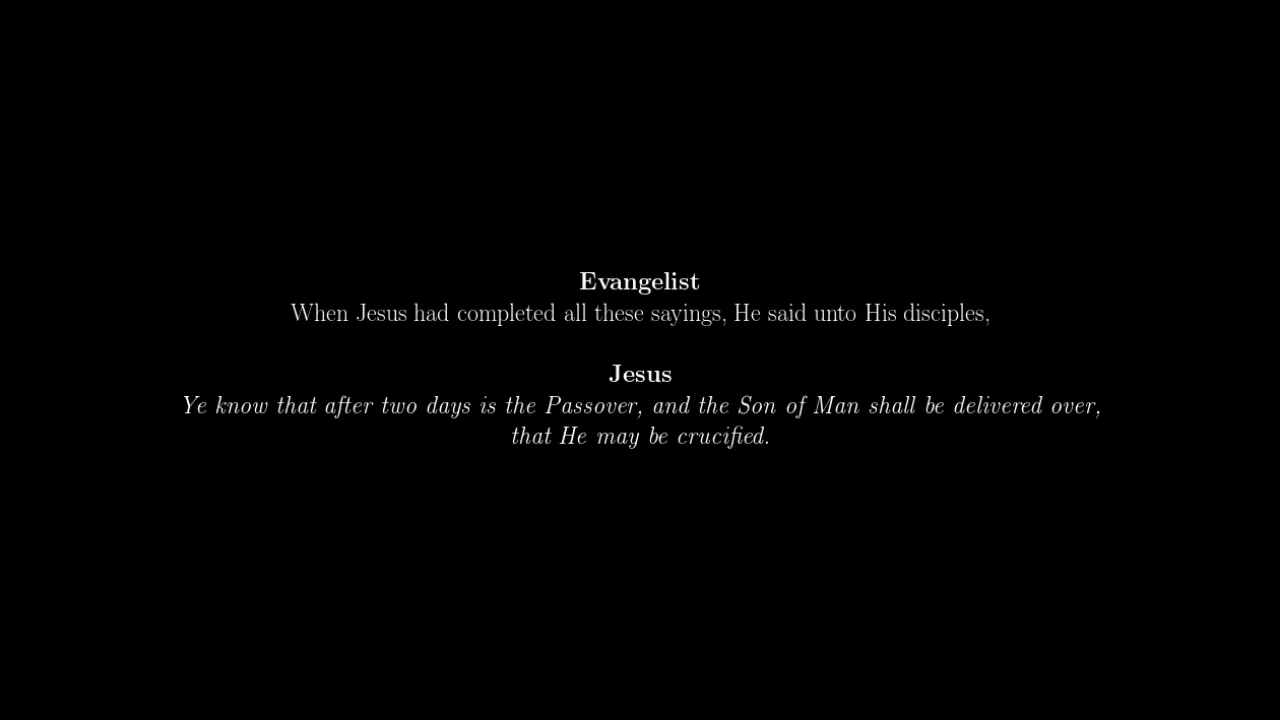 Evangelist
When Jesus had completed all these sayings, He said unto His disciples,
Jesus
Ye know that after two days is the Passover, and the Son of Man shall be delivered over,
that He may be crucified.